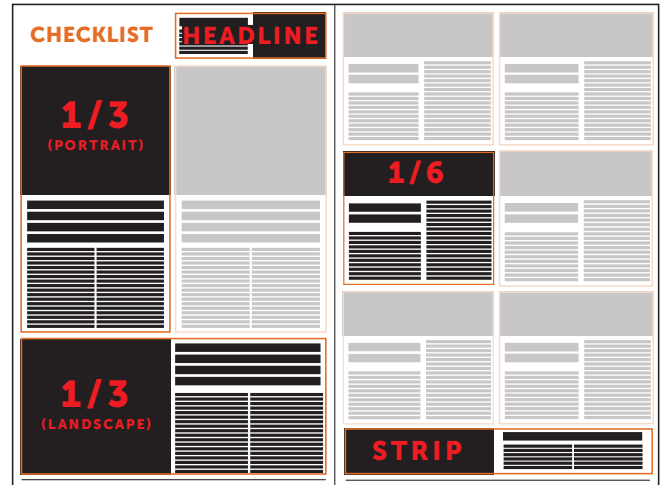 CHECKLIST
HEADLINE
1/3
(PORTRAIT)
1/3
(LANDSCAPE)
1/6
STRIP